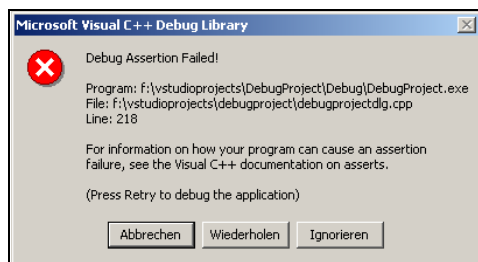 Microsoft Visual C++ Debug Library
Debug Assertion Failed!
Program: f:\vstudioprojects\DebugProject\Debug\DebugProject.exe
File: f:\vstudioprojects\debugproject\debugprojectdlg.cpp
Line: 218
For information on how your program can cause an assertion
failure, see the Visual C++ documentation on asserts.
(Press Retry to debug the application)
Abbrechen
Wiederholen
Ignorieren